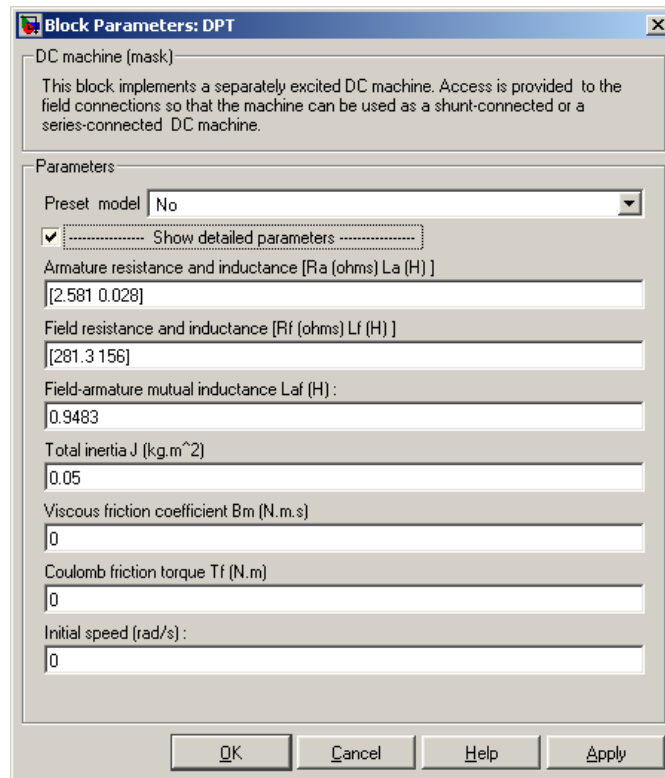 Block Parameters: DPT
DC machine (mask)
This block implements a separately excited DC machine. Access is provided to the
field connections so that the machine can be used as a shunt-connected or a
series-connected DC machine.
Parameters
Preset model No
---------------- Show detailed parameters ----------------
Armature resistance and inductance [Ra (ohms) La (H) ]
[2.581 0.028]
Field resistance and inductance [Rf (ohms) Lf (H) ]
[281.3 156]
Field-armature mutual inductance Laf (H) :
0.9483
Total inertia J (kg.m^2)
0.05
Viscous friction coefficient Bm (N.m.s)
0
Coulomb friction torque Tf (N.m)
0
Initial speed (rad/s) :
0
OK Cancel Help Apply